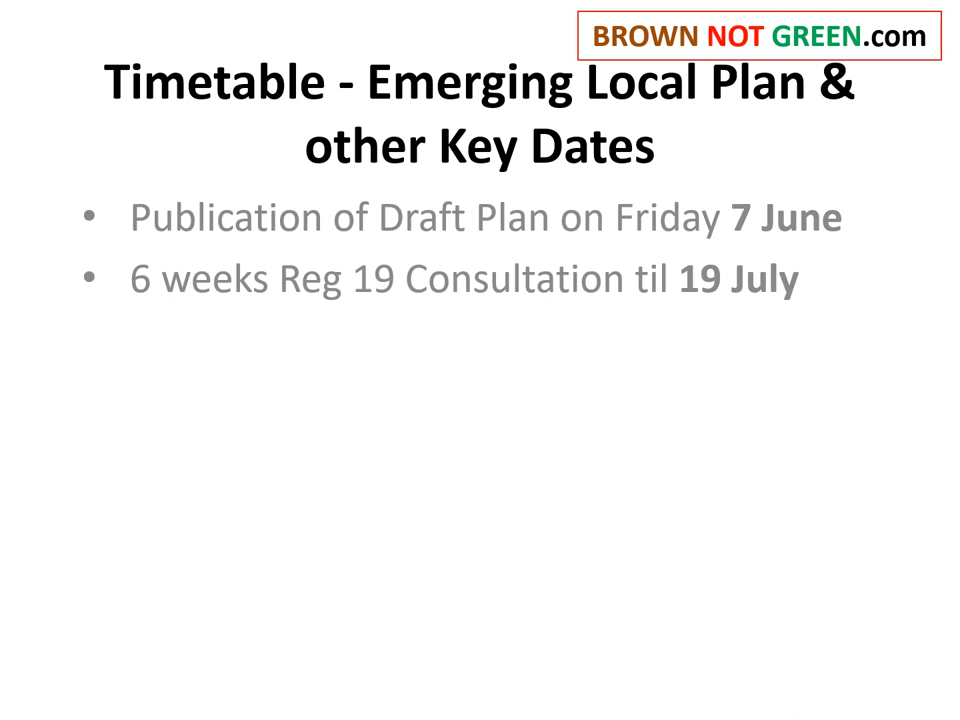 BROWN NOT GREEN.com
Timetable - Emerging Local Plan &
other Key Dates
• Publication of Draft Plan on Friday 7 June
• 6 weeks Reg 19 Consultation til 19 July